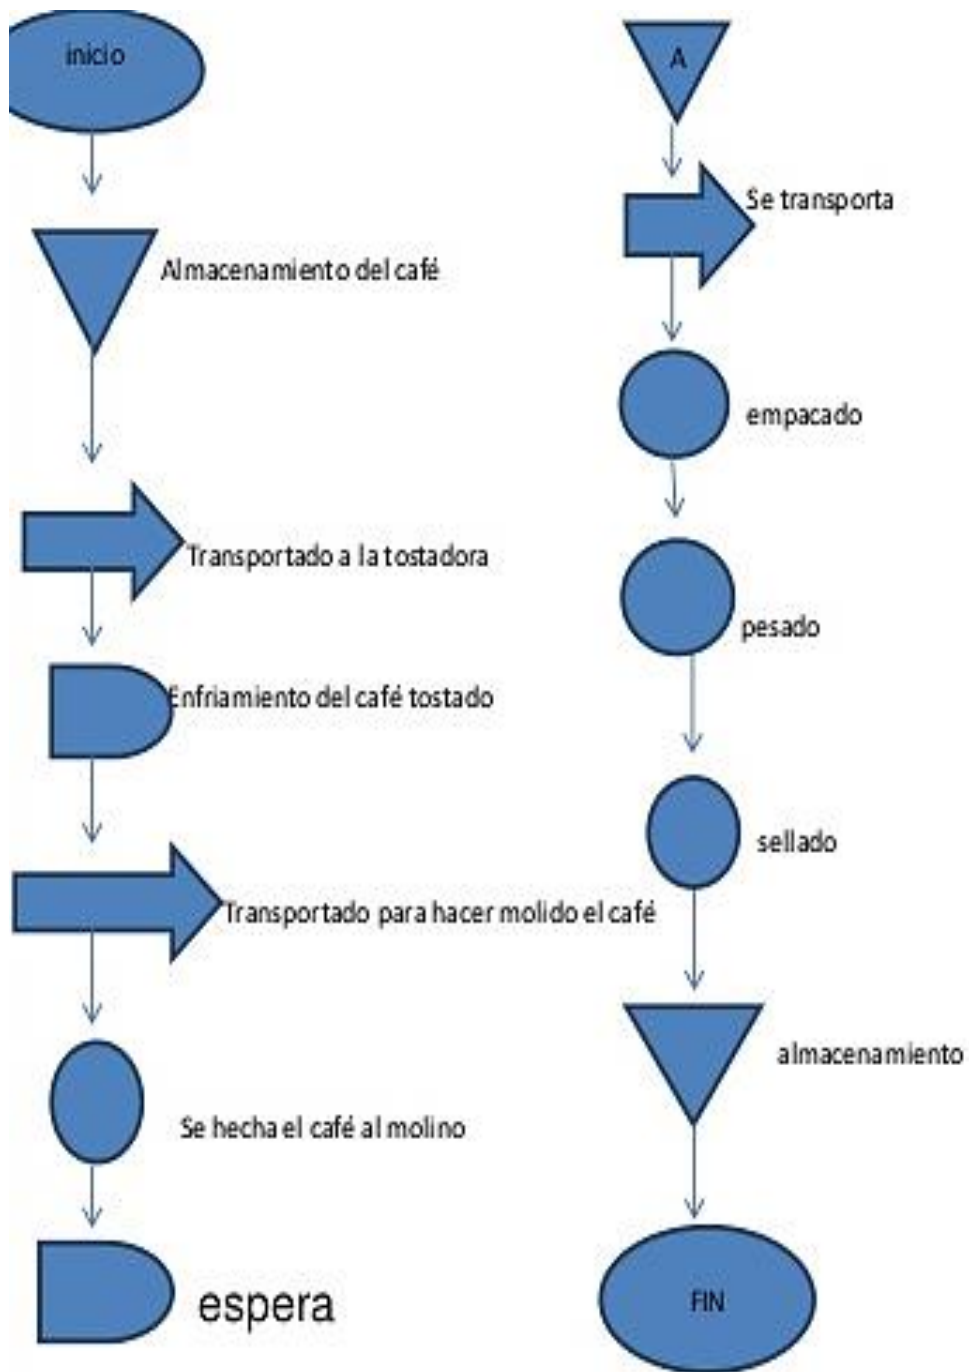 inicio
Almacenamiento del café
Transportado a la tostadora
Enfriamiento del café tostado
Transportado para hacer molido el café
Se hecha el café al molino
espera
A
Se transporta
empacado
pesado
sellado
almacenamiento
FIN